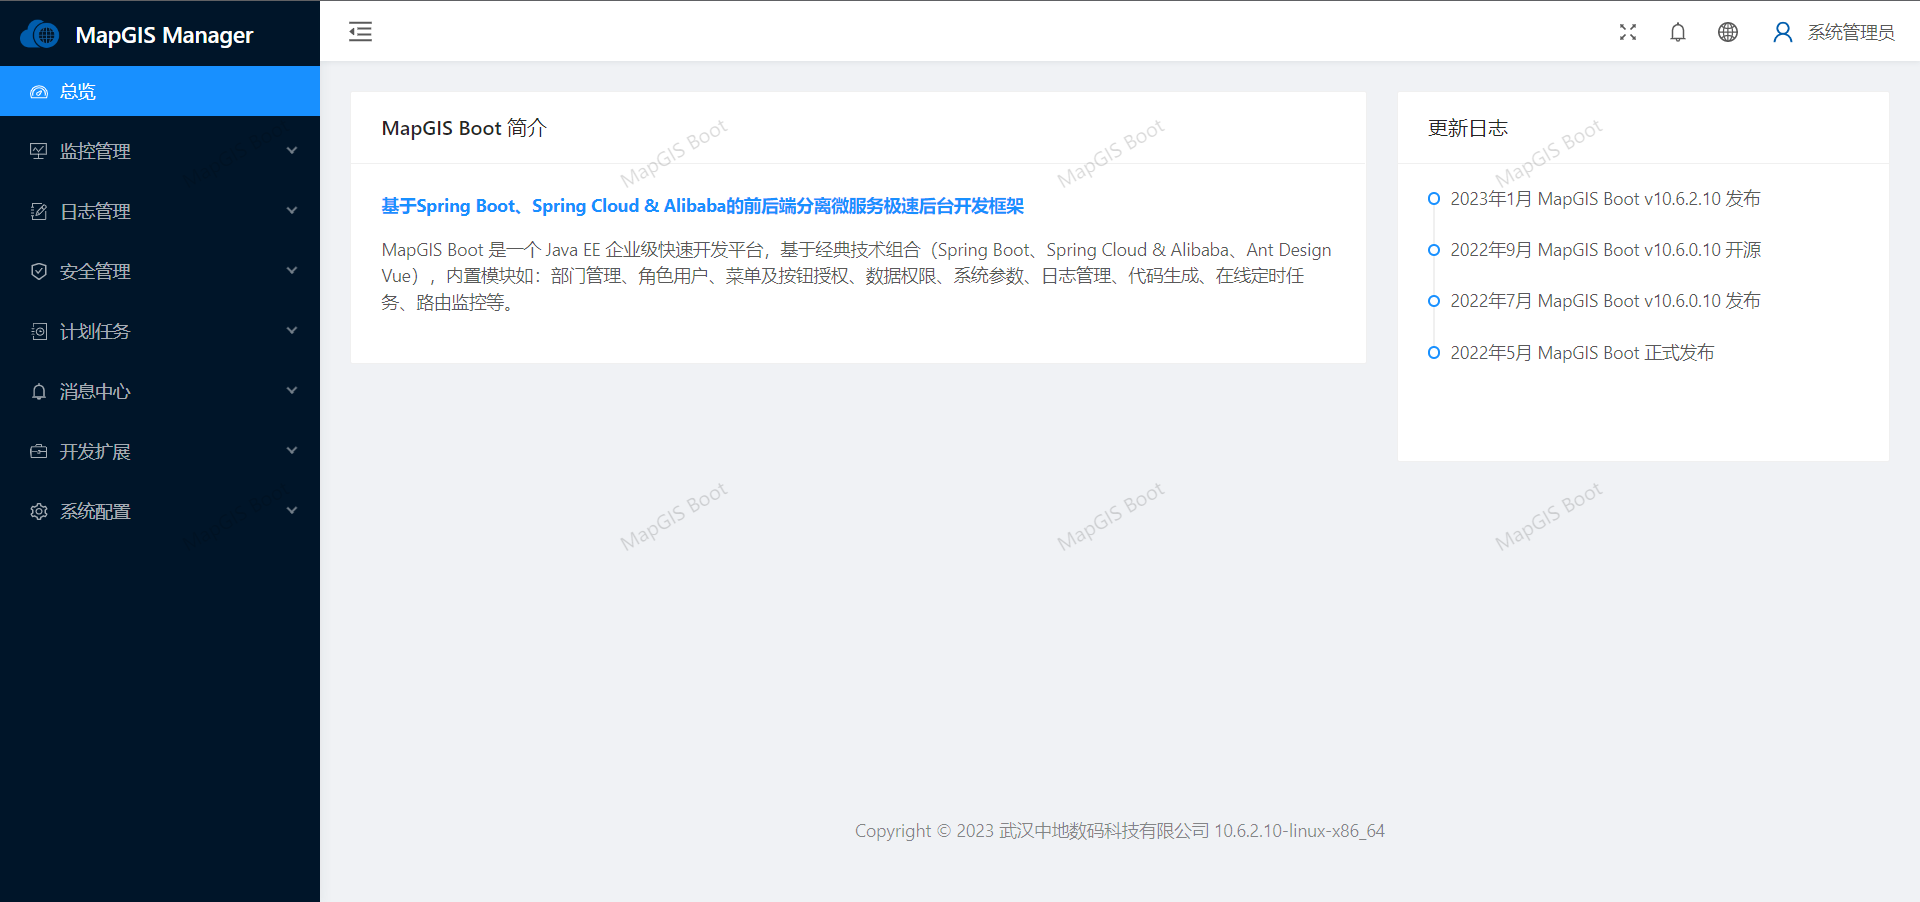 MapGIS Manager
系统管理员
总览
监控管理
日志管理
安全管理
计划任务
消息中心
开发扩展
系统配置
MapGIS Boot 简介
基于Spring Boot、Spring Cloud & Alibaba的前后端分离微服务极速后台开发框架
MapGIS Boot 是一个 Java EE 企业级快速开发平台，基于经典技术组合（Spring Boot、Spring Cloud & Alibaba、Ant Design
Vue），内置模块如：部门管理、角色用户、菜单及按钮授权、数据权限、系统参数、日志管理、代码生成、在线定时任
务、路由监控等。
更新日志
2023年1月 MapGIS Boot v10.6.2.10 发布
2022年9月 MapGIS Boot v10.6.0.10 开源
2022年7月 MapGIS Boot v10.6.0.10 发布
2022年5月 MapGIS Boot 正式发布
MapGIS Boot
MapGIS Boot
MapGIS Boot
MapGIS Boot
MapGIS Boot
MapGIS Boot
Copyright © 2023 武汉中地数码科技有限公司 10.6.2.10-linux-x86_64